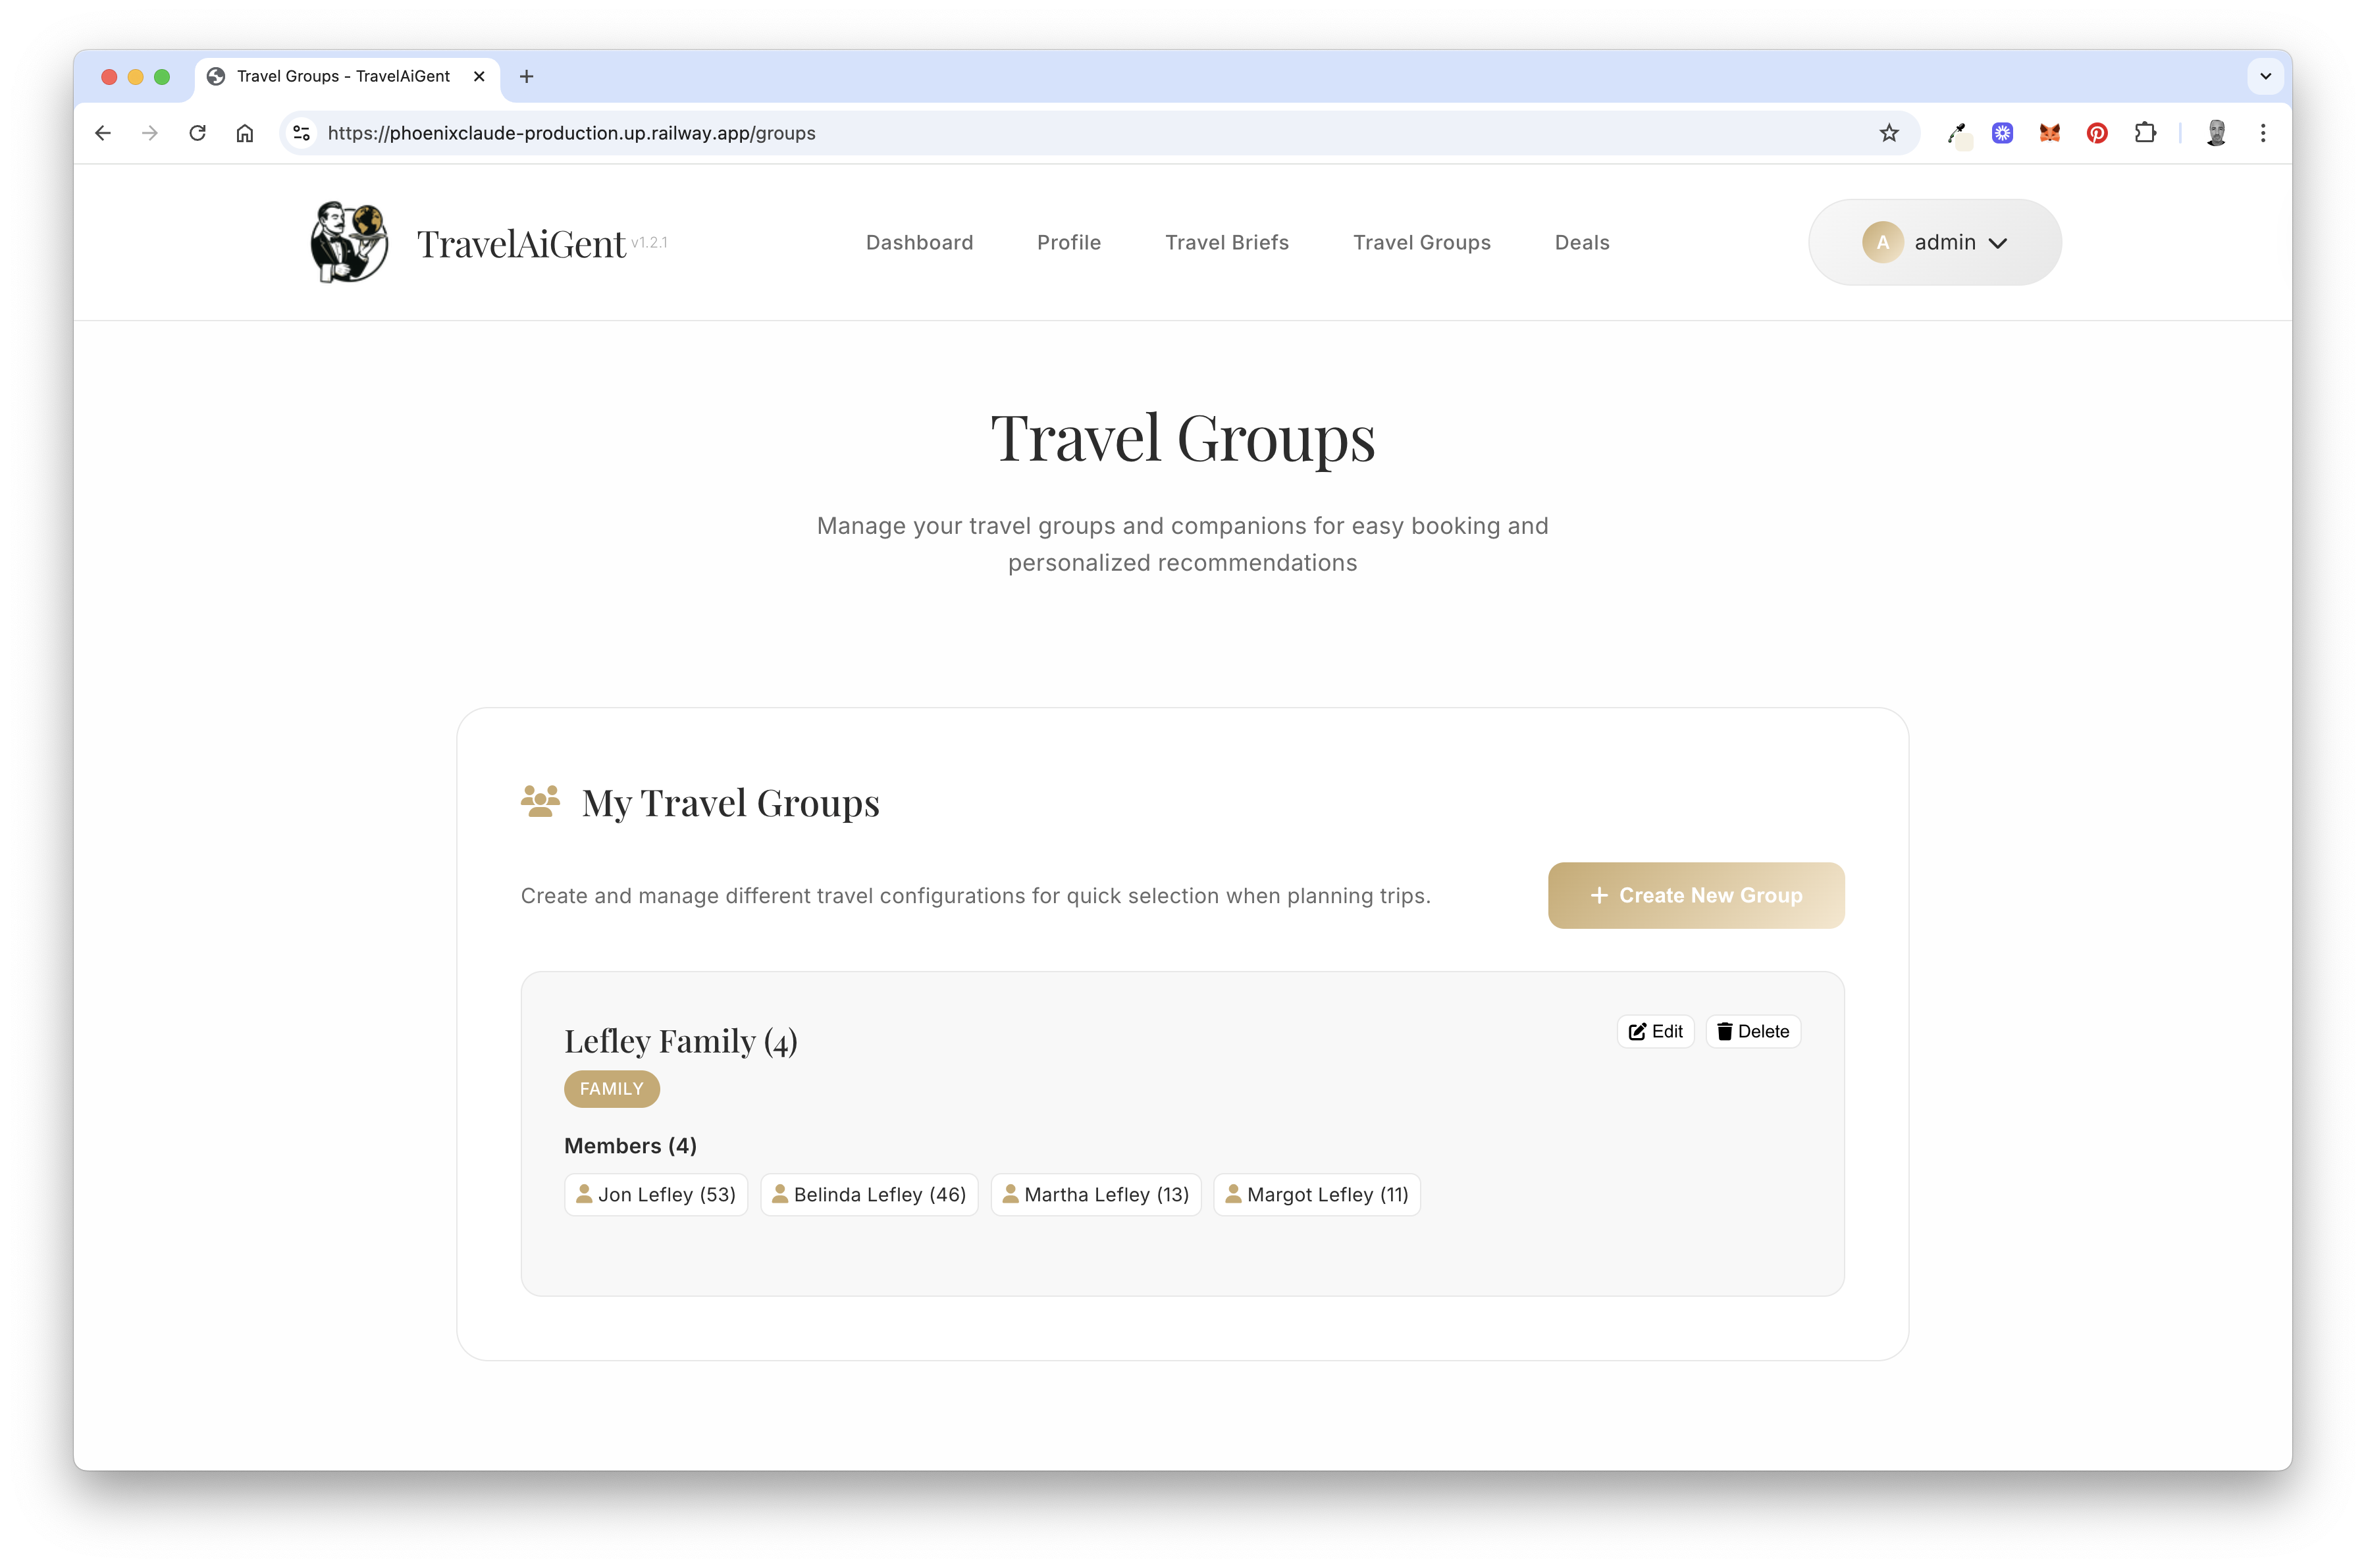 Travel Groups - TravelAiGent
https://phoenixclaude-production.up.railway.app/groups
TravelAiGent v1.2.1
Dashboard
Profile
Travel Briefs
Travel Groups
Deals
A admin
Travel Groups
Manage your travel groups and companions for easy booking and
personalized recommendations
My Travel Groups
Create and manage different travel configurations for quick selection when planning trips.
+ Create New Group
Lefley Family (4)
Edit
Delete
FAMILY
Members (4)
Jon Lefley (53)
Belinda Lefley (46)
Martha Lefley (13)
Margot Lefley (11)